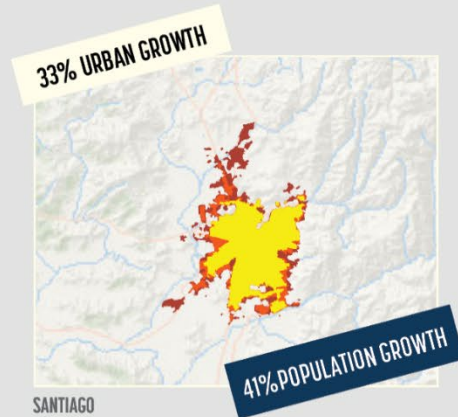 33% URBAN GROWTH
41% POPULATION GROWTH
SANTIAGO